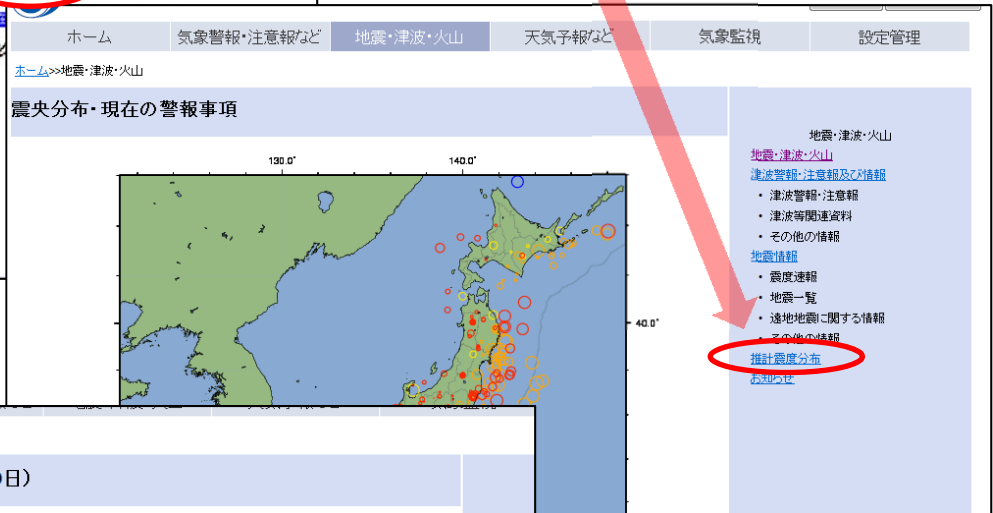 ホーム 気象警報・注意報など 地震・津波・火山 天気予報など 気象監視 設定管理
ホーム>>地震・津波・火山
震央分布・現在の警報事項
130.0° 140.0°
40.0°
地震・津波・火山
地震・津波・火山
津波警報・注意報及び情報
・ 津波警報・注意報
・ 津波等関連資料
・ その他の情報
地震情報
・ 震度速報
・ 地震一覧
・ 遠地地震に関する情報
・ その他の情報
推計震度分布
お知らせ
日)